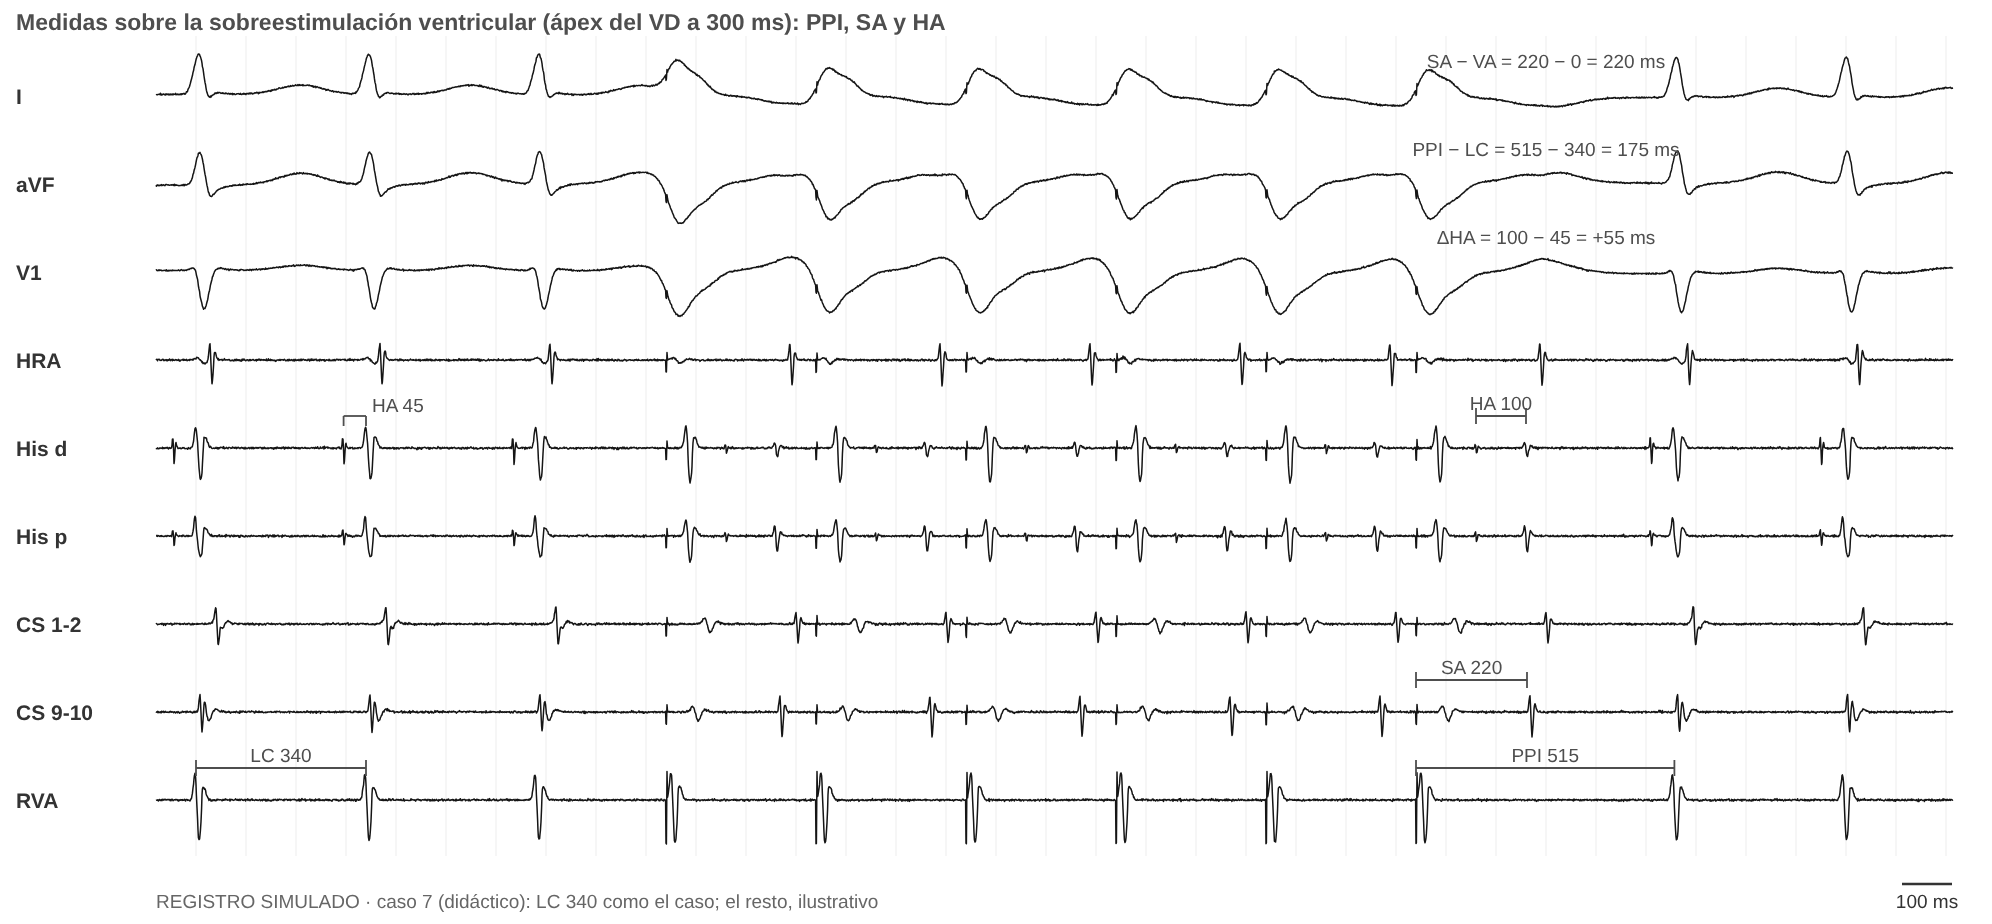 Medidas sobre la sobreestimulación ventricular (ápex del VD a 300 ms): PPI, SA y HA
SA − VA = 220 − 0 = 220 ms
I
PPI − LC = 515 − 340 = 175 ms
aVF
ΔHA = 100 − 45 = +55 ms
V1
HRA
HA 45
HA 100
His d
His p
CS 1-2
SA 220
CS 9-10
LC 340
PPI 515
RVA
REGISTRO SIMULADO · caso 7 (didáctico): LC 340 como el caso; el resto, ilustrativo
100 ms